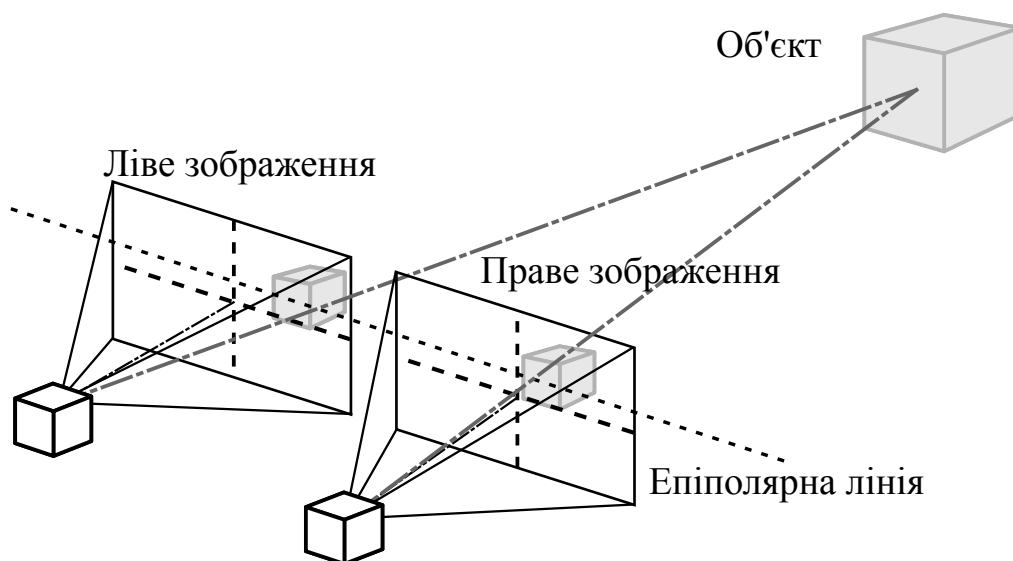 Об'єкт
Ліве зображення
Праве зображення
Епіполярна лінія